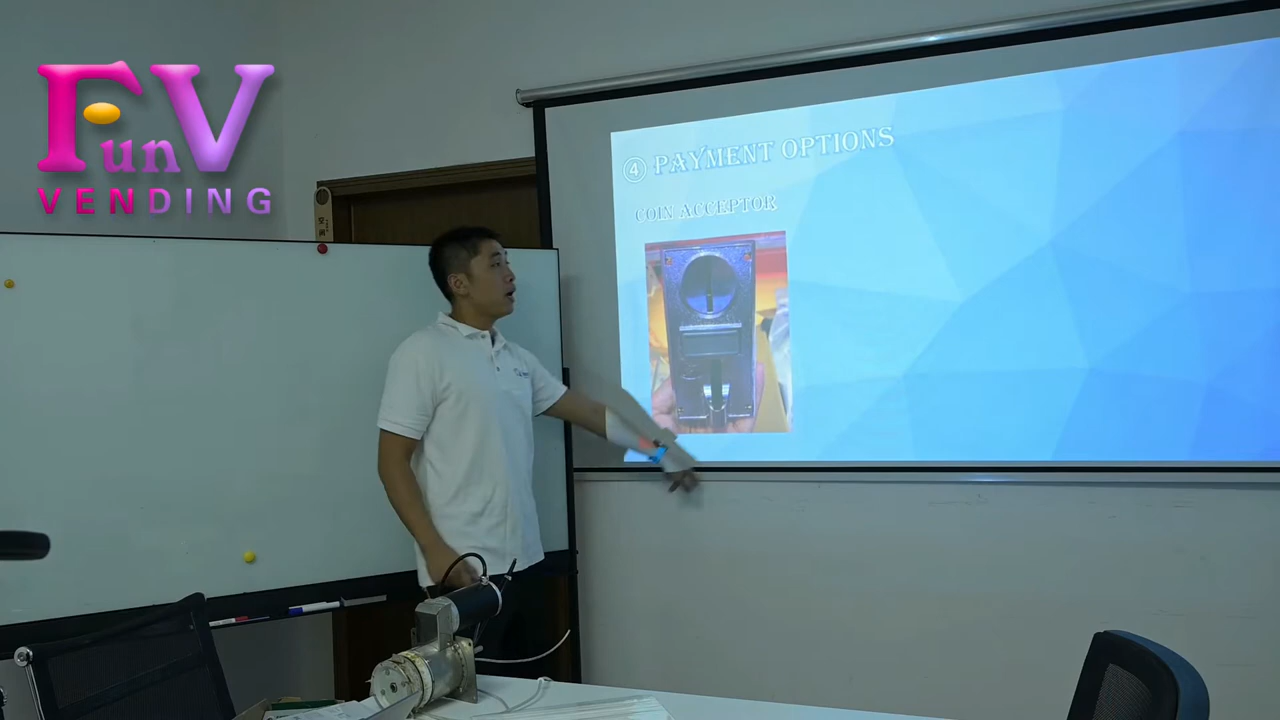 FunV
VENDING
④ PAYMENT OPTIONS
COIN ACCEPTOR